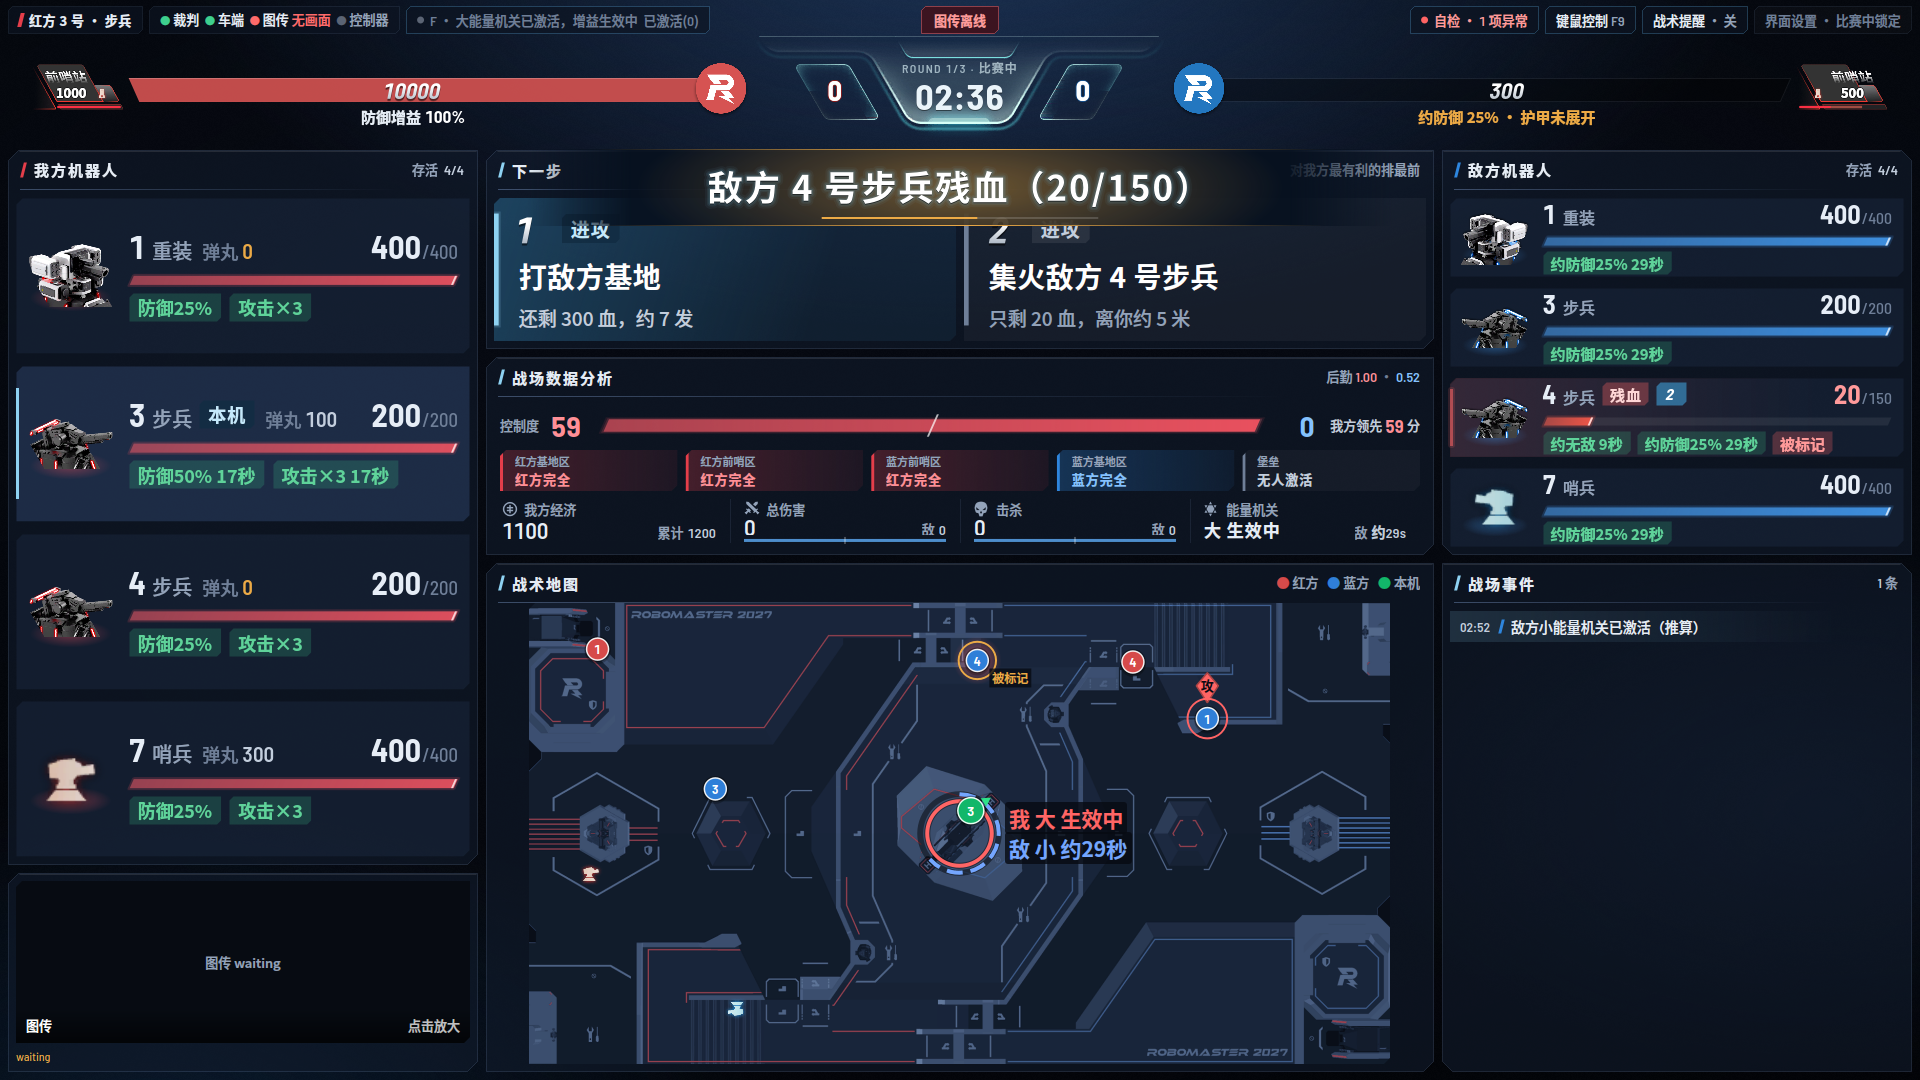 红方 3 号 · 步兵
裁判 车端 图传 无画面 控制器
F · 大能量机关已激活，增益生效中 已激活(0)
图传离线
自检 · 1 项异常
键鼠控制 F9
战术提醒 · 关
界面设置 · 比赛中锁定
前哨站
1000
10000
防御增益 100%
0
ROUND 1/3 · 比赛中
02:36
0
300
约防御 25% · 护甲未展开
前哨站
500
我方机器人
存活 4/4
1 重装 弹丸 0 400/400
防御25% 攻击×3
3 步兵 本机 弹丸 100 200/200
防御50% 17秒 攻击×3 17秒
4 步兵 弹丸 0 200/200
防御25% 攻击×3
7 哨兵 弹丸 300 400/400
防御25% 攻击×3
图传 waiting
图传
点击放大
waiting
下一步
对我方最有利的排最前
敌方 4 号步兵残血（20/150）
1 进攻
打敌方基地
还剩 300 血，约 7 发
2 进攻
集火敌方 4 号步兵
只剩 20 血，离你约 5 米
战场数据分析
后勤 1.00 · 0.52
控制度 59
0 我方领先 59 分
红方基地区
红方完全
红方前哨区
红方完全
蓝方前哨区
红方完全
蓝方基地区
蓝方完全
堡垒
无人激活
我方经济
1100 累计 1200
总伤害
0 敌 0
击杀
0 敌 0
能量机关
大 生效中 敌 约29s
战术地图
红方 蓝方 本机
ROBOMASTER 2027
1
4
被标记
4
攻
1
3
3
我 大 生效中
敌 小 约29秒
ROBOMASTER 2027
敌方机器人
存活 4/4
1 重装 400/400
约防御25% 29秒
3 步兵 200/200
约防御25% 29秒
4 步兵 残血 2 20/150
约无敌 9秒 约防御25% 29秒 被标记
7 哨兵 400/400
约防御25% 29秒
战场事件
1 条
02:52 敌方小能量机关已激活（推算）